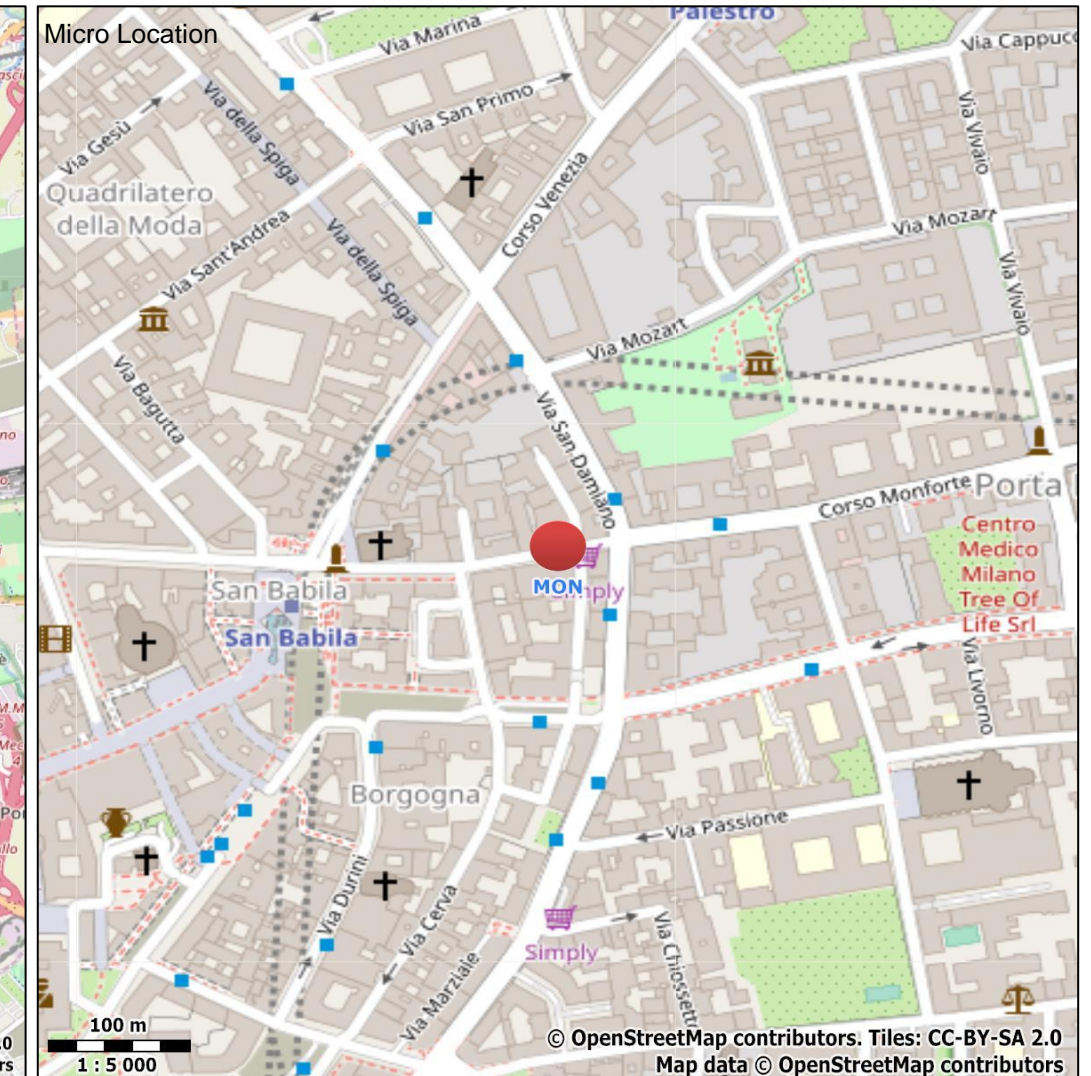 Micro Location
Palestro
Via Marina
Via Cappucc
Via San Primo
Via Gesù
Via della Spiga
Via Vivaio
Quadrilatero
della Moda
Corso Venezia
Via Sant'Andrea
Via della Spiga
Via Mozart
Via Vivaio
Via Mozart
Via Bagutta
Via San Damiano
Corso Monforte
Porta
Centro
Medico
Milano
Tree Of
Life Srl
MON
Simply
San Babila
San Babila
Via Livorno
Borgogna
Via Passione
Via Durini
Via Cerva
Via Marziale
Simply
Via Chiossetto
100 m
1 : 5 000
© OpenStreetMap contributors. Tiles: CC-BY-SA 2.0
Map data © OpenStreetMap contributors